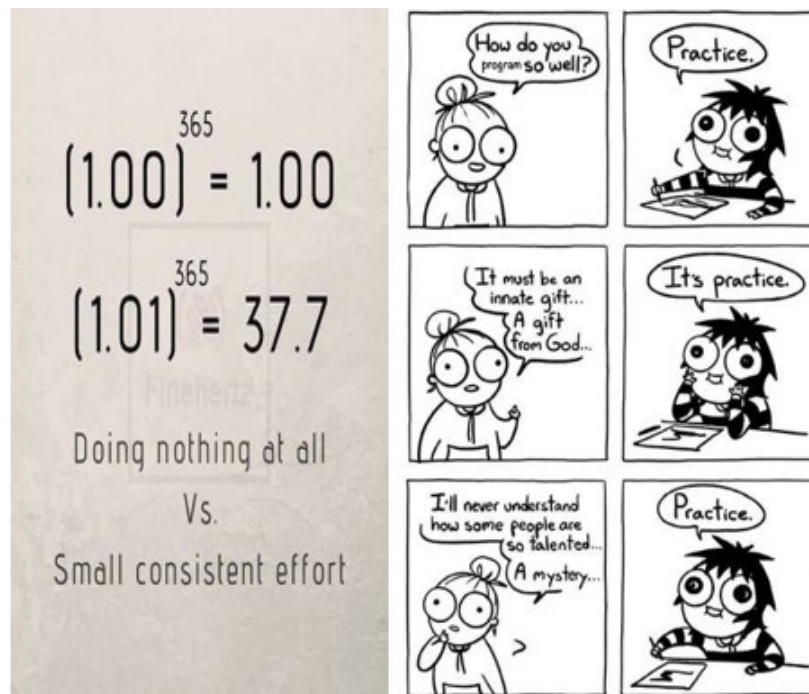 (1.00)³⁶⁵ = 1.00
(1.01)³⁶⁵ = 37.7
Finehertz
Doing nothing at all
Vs.
Small consistent effort
How do you
program so well?
Practice.
It must be an
innate gift...
A gift
from God...
It's practice.
I'll never understand
how some people are
so talented...
A mystery...
Practice.